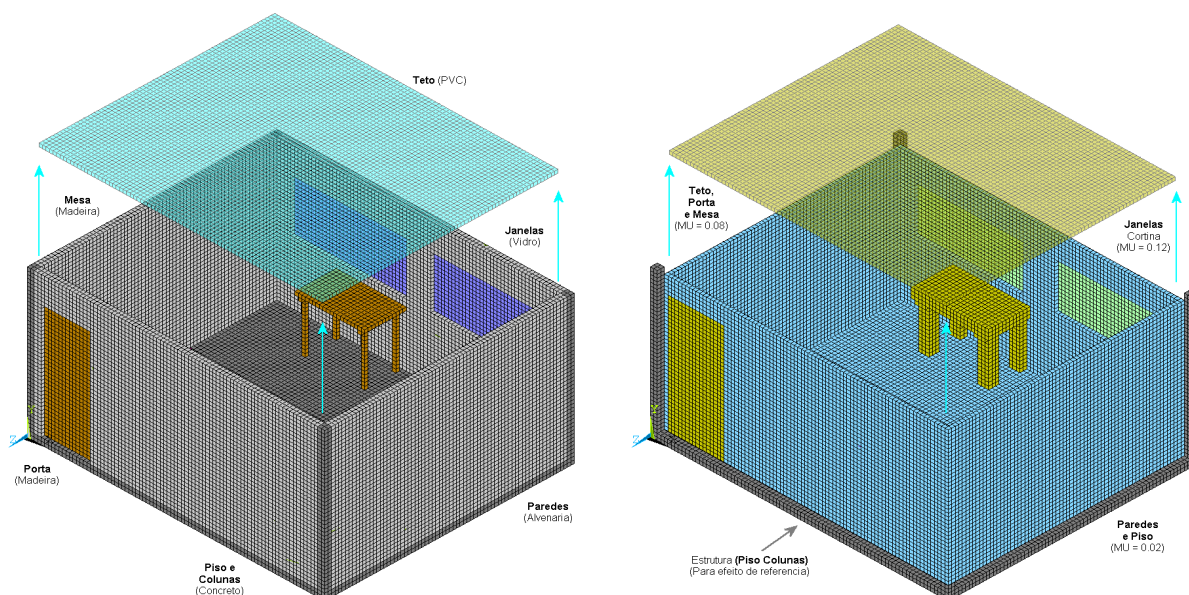 Teto (PVC)
Mesa
(Madeira)
Janelas
(Vidro)
Y
Z
Porta
(Madeira)
Paredes
(Alvenaria)
Piso e
Colunas
(Concreto)
Teto,
Porta
e Mesa
(MU = 0.08)
Janelas
Cortina
(MU = 0.12)
Y
Z
Paredes
e Piso
(MU = 0.02)
Estrutura (Piso Colunas)
(Para efeito de referencia)